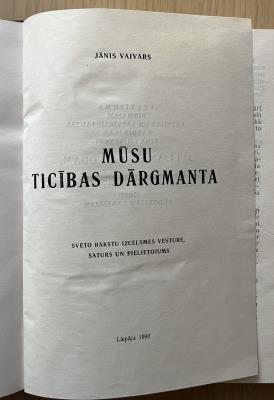 JĀNIS VAIVARS
MŪSU
TICĪBAS DĀRGMANTA
SVĒTO RAKSTU IZCELSMES VĒSTURE,
SATURS UN PIELIETOJUMS
Liepāja 1990